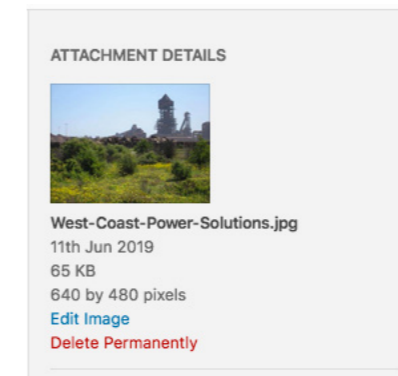 ATTACHMENT DETAILS
West-Coast-Power-Solutions.jpg
11th Jun 2019
65 KB
640 by 480 pixels
Edit Image
Delete Permanently